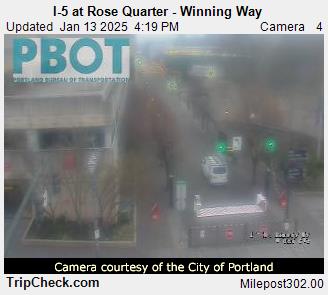 I-5 at Rose Quarter - Winning Way
Updated Jan 13 2025 4:19 PM Camera 4
PBOT
PORTLAND BUREAU OF TRANSPORTATION
Camera courtesy of the City of Portland
TripCheck.com Milepost302.00